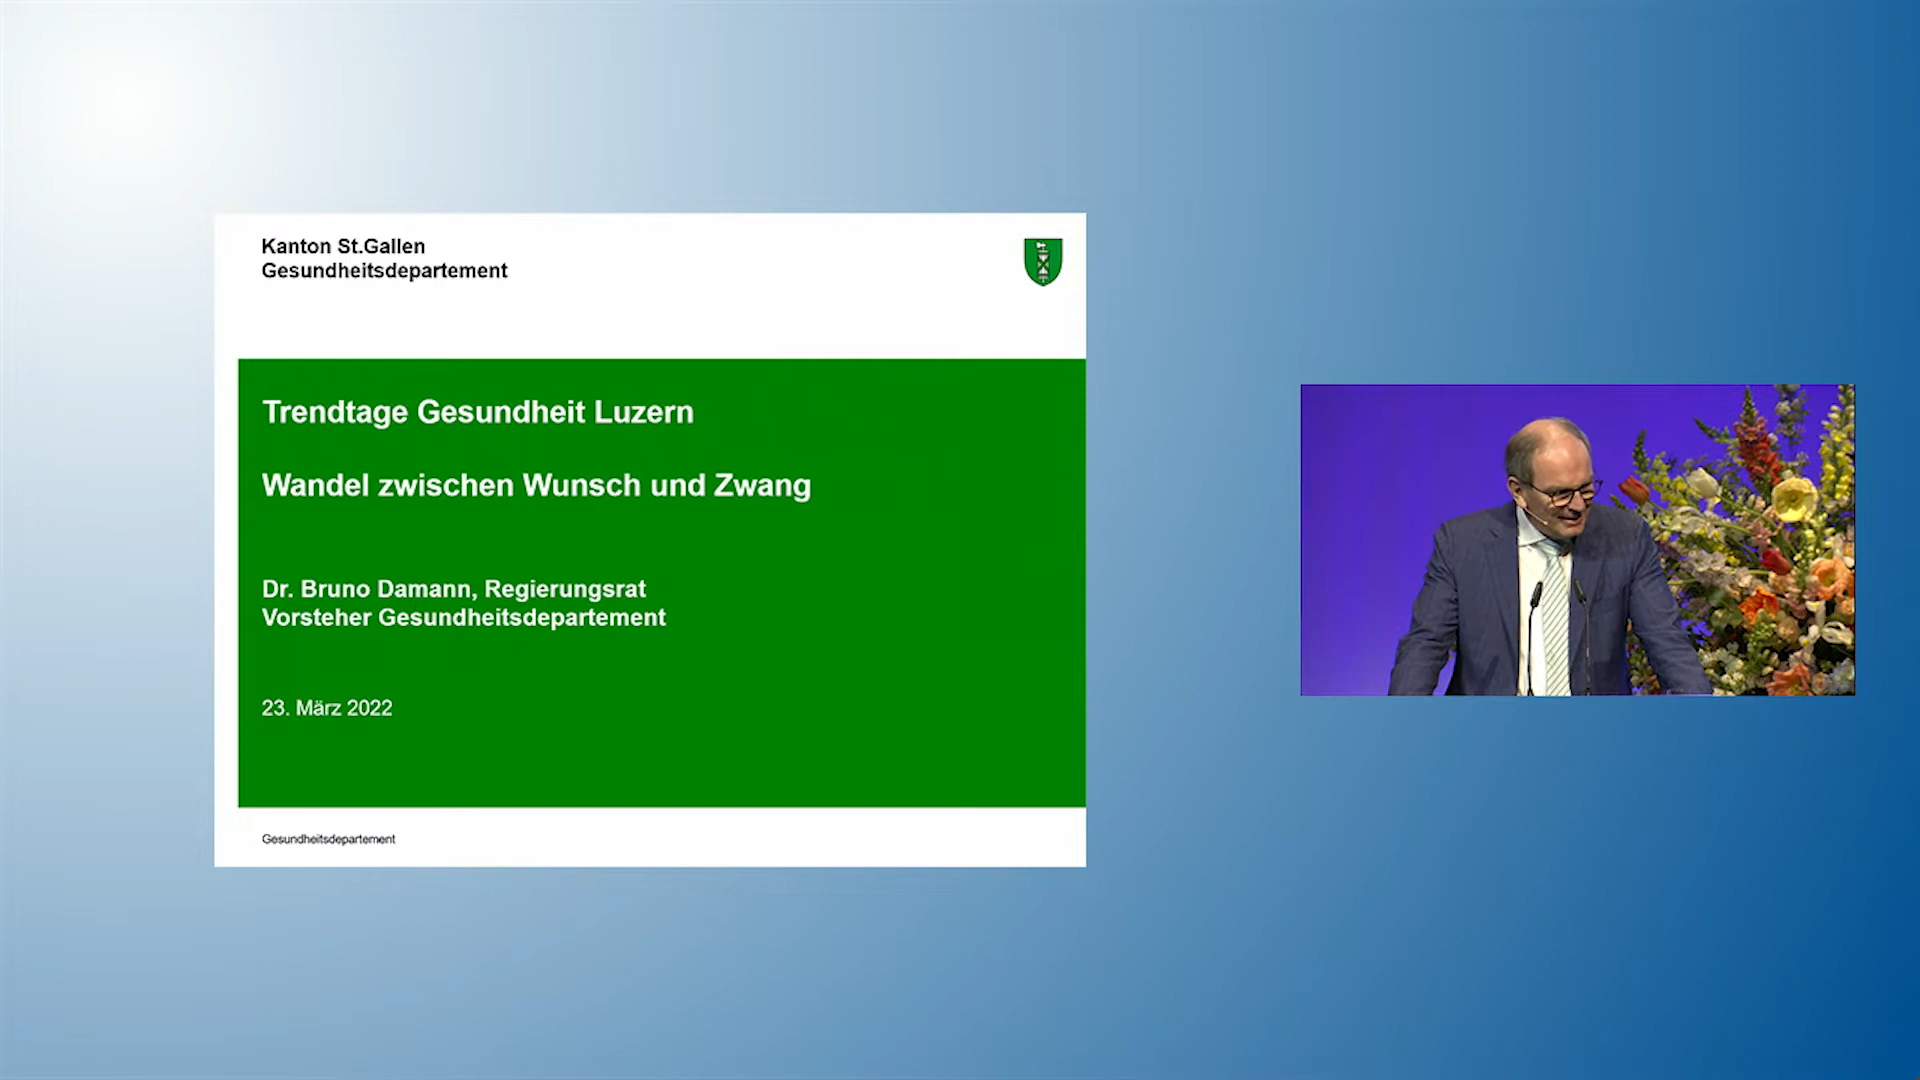 Kanton St.Gallen
Gesundheitsdepartement
Trendtage Gesundheit Luzern
Wandel zwischen Wunsch und Zwang
Dr. Bruno Damann, Regierungsrat
Vorsteher Gesundheitsdepartement
23. März 2022
Gesundheitsdepartement